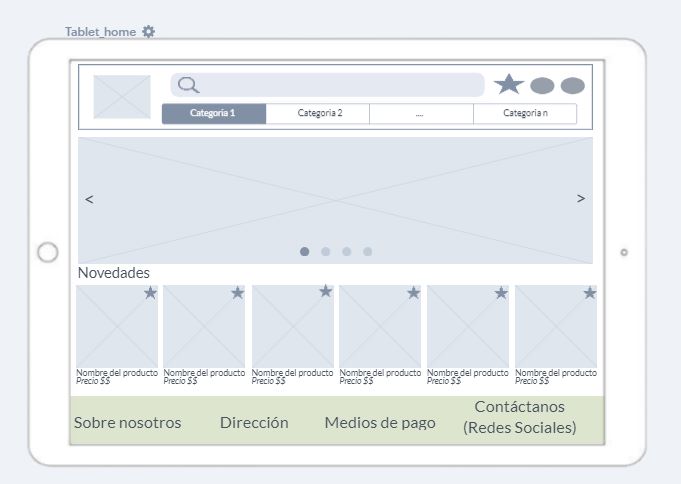 Tablet_home
Categoría 1 Categoria 2 .... Categoria n
< >
Novedades
Nombre del producto Nombre del producto Nombre del producto Nombre del producto Nombre del producto Nombre del producto
Precio $$ Precio $$ Precio $$ Precio $$ Precio $$ Precio $$
Sobre nosotros Dirección Medios de pago Contáctanos
(Redes Sociales)